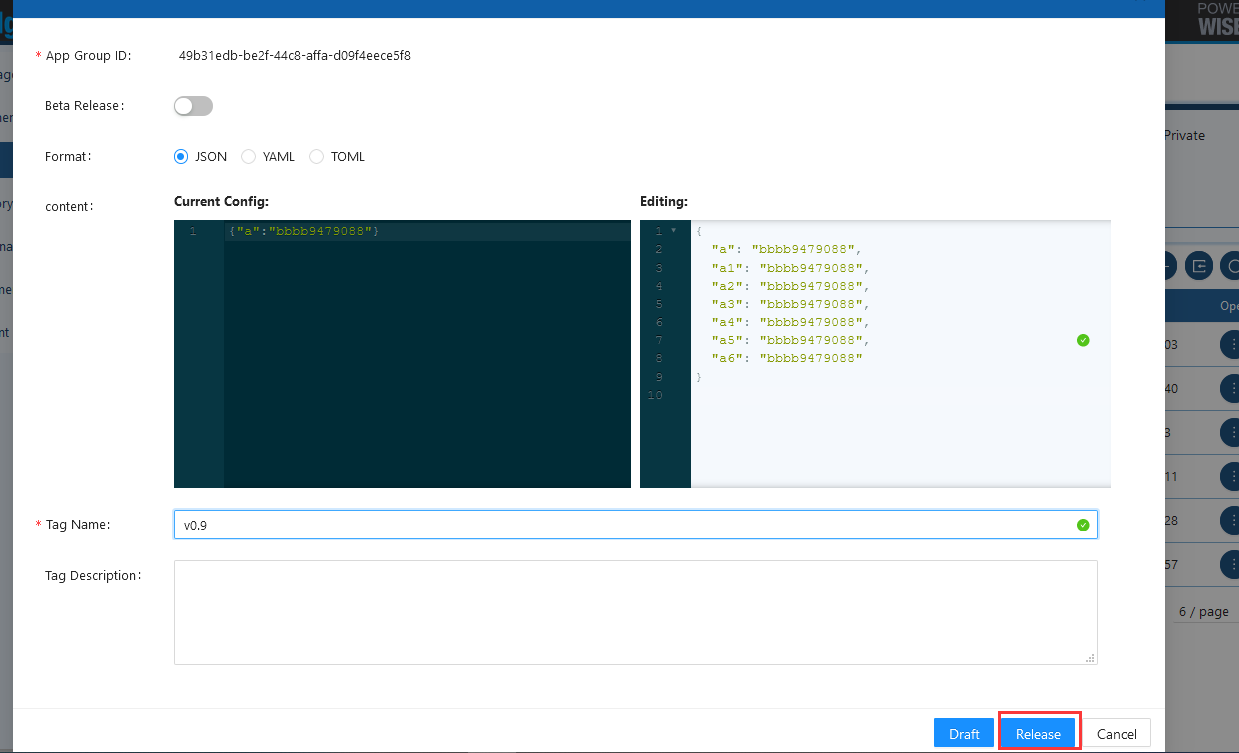 POWE
WISE
* App Group ID: 49b31edb-be2f-44c8-affa-d09f4eece5f8
Beta Release:
Private
Format: JSON YAML TOML
content:
Current Config:
1 {"a":"bbbb9479088"}
Editing:
1 {
2 "a": "bbbb9479088",
3 "a1": "bbbb9479088",
4 "a2": "bbbb9479088",
5 "a3": "bbbb9479088",
6 "a4": "bbbb9479088",
7 "a5": "bbbb9479088",
8 "a6": "bbbb9479088"
9 }
10
Ope
03
40
3
11
28
57
6 / page
* Tag Name: v0.9
Tag Description:
Draft Release Cancel